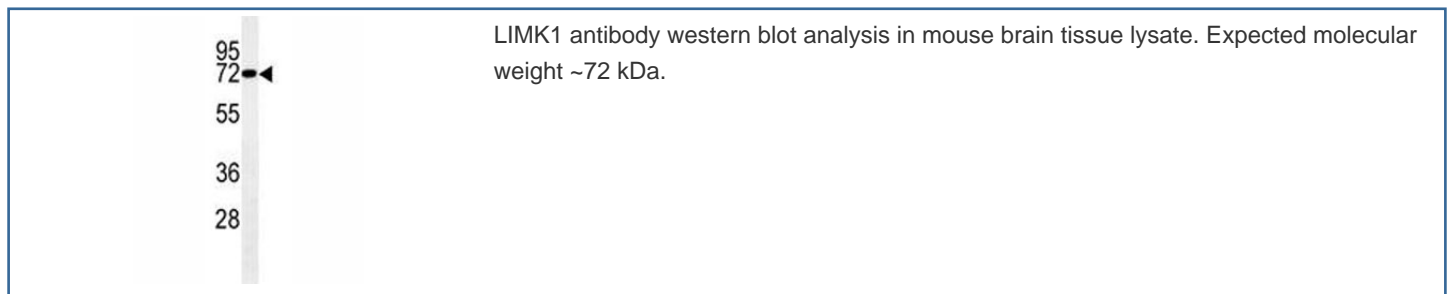 95
72
55
36
28
LIMK1 antibody western blot analysis in mouse brain tissue lysate. Expected molecular
weight ~72 kDa.